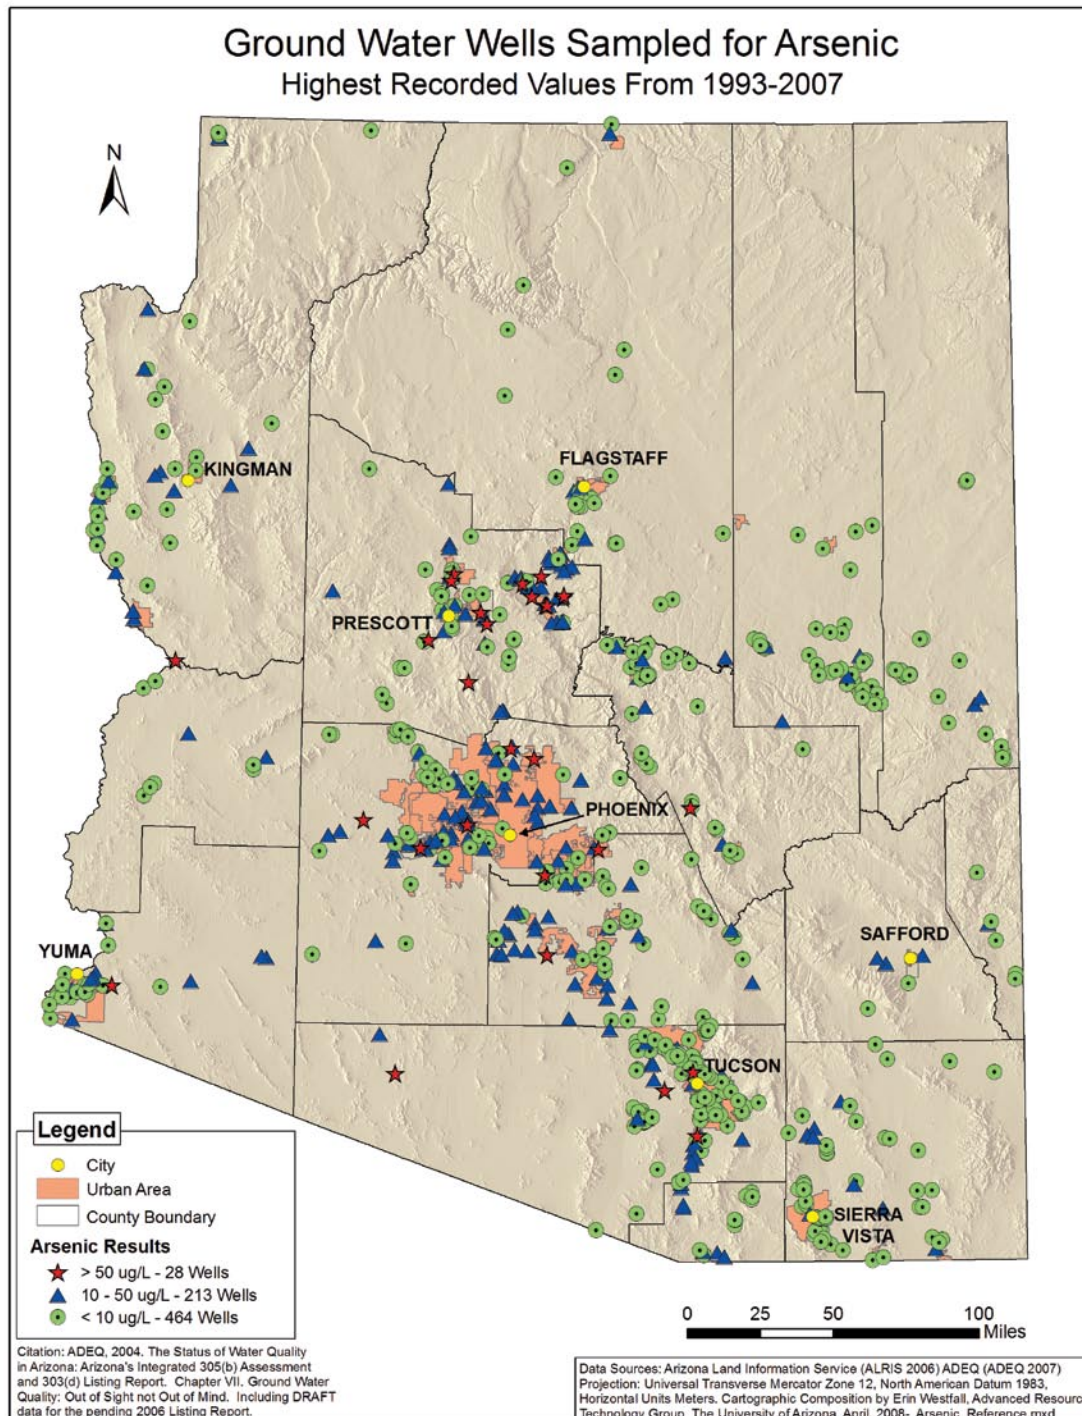 Ground Water Wells Sampled for Arsenic
Highest Recorded Values From 1993-2007
N
KINGMAN
FLAGSTAFF
PRESCOTT
PHOENIX
YUMA
SAFFORD
TUCSON
SIERRA
VISTA
Legend
City
Urban Area
County Boundary
Arsenic Results
> 50 ug/L - 28 Wells
10 - 50 ug/L - 213 Wells
< 10 ug/L - 464 Wells
0 25 50 100
Miles
Citation: ADEQ, 2004. The Status of Water Quality
in Arizona: Arizona's Integrated 305(b) Assessment
and 303(d) Listing Report. Chapter VII. Ground Water
Quality: Out of Sight not Out of Mind. Including DRAFT
data for the pending 2006 Listing Report.
Data Sources: Arizona Land Information Service (ALRIS 2006) ADEQ (ADEQ 2007)
Projection: Universal Transverse Mercator Zone 12, North American Datum 1983,
Horizontal Units Meters. Cartographic Composition by Erin Westfall, Advanced Resourc
Technology Group, The University of Arizona, April, 2008- Arsenic_Reference.mxd